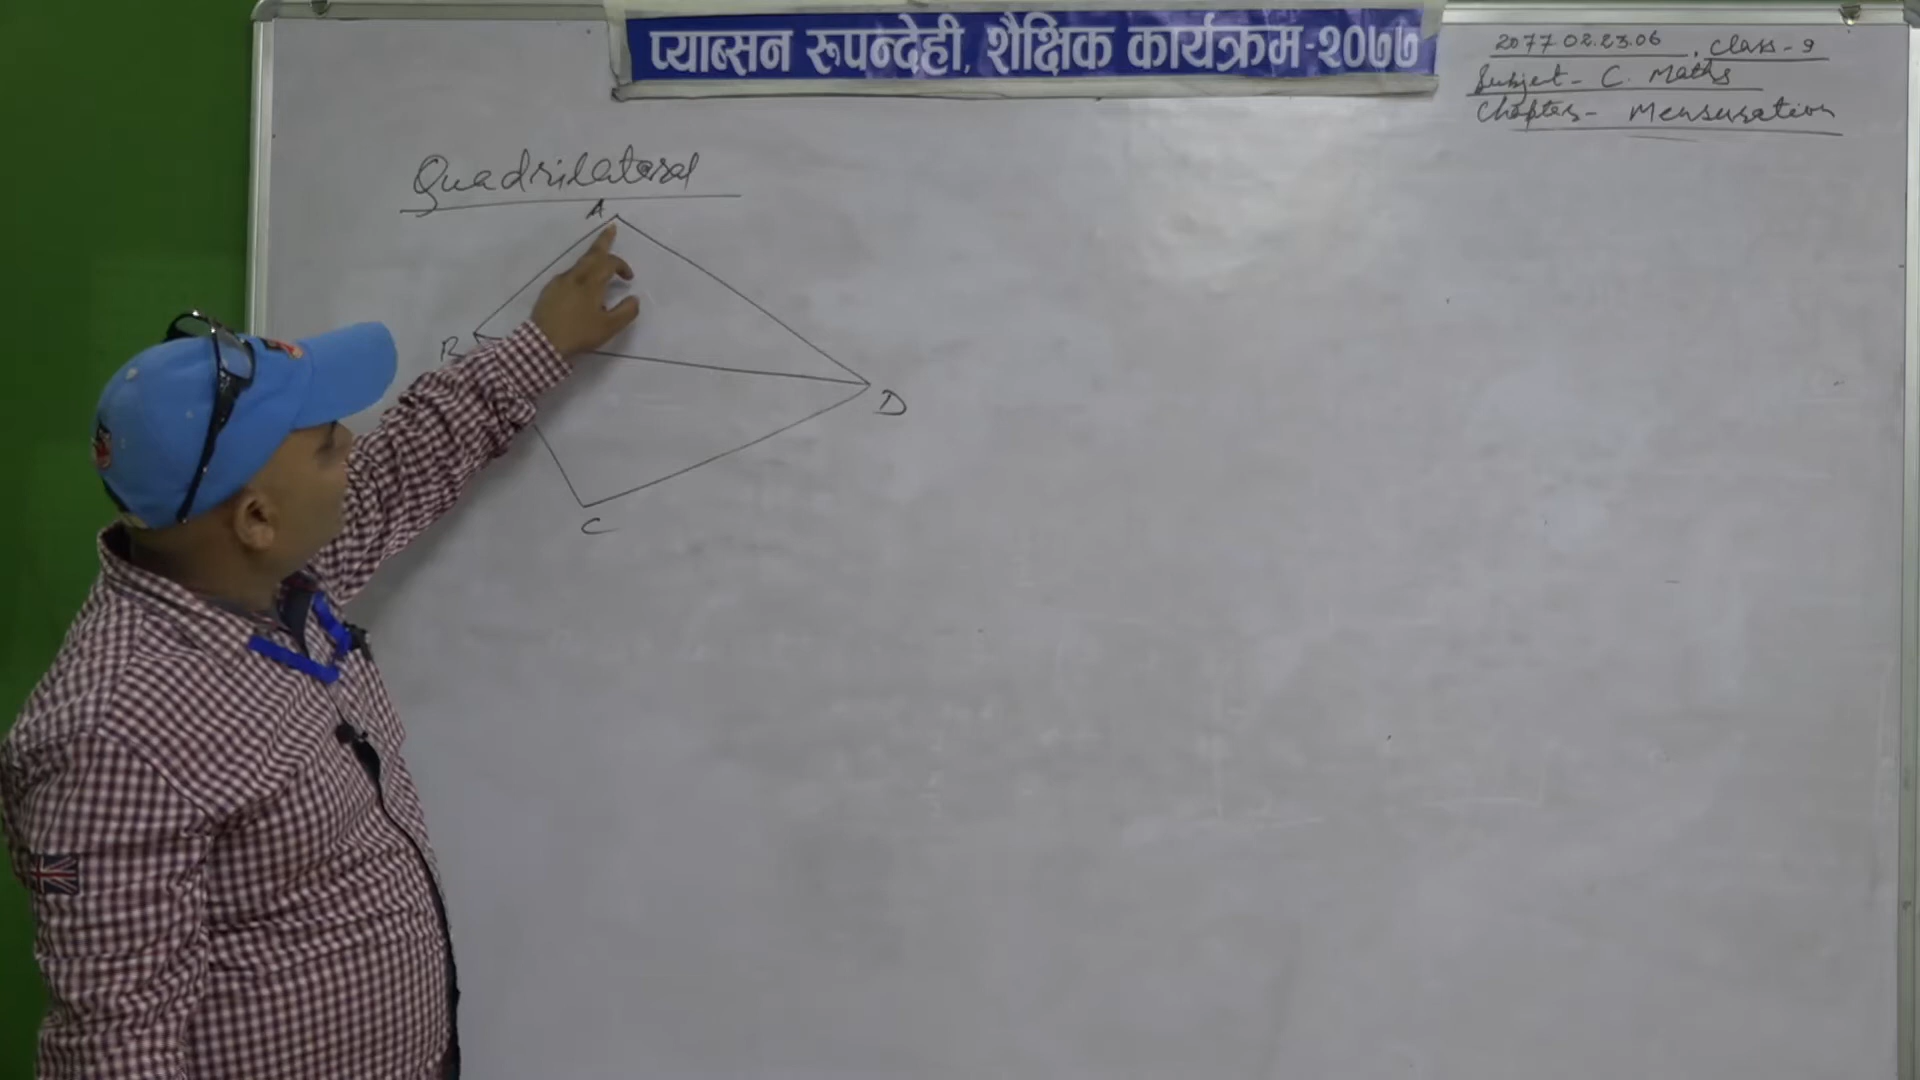 प्याब्सन रूपन्देही, शैक्षिक कार्यक्रम-२०७७
2077 02.23.06, Class - 9
Subject - C. Maths
Chapter - Mensuration
Quadrilateral
A
B
D
C